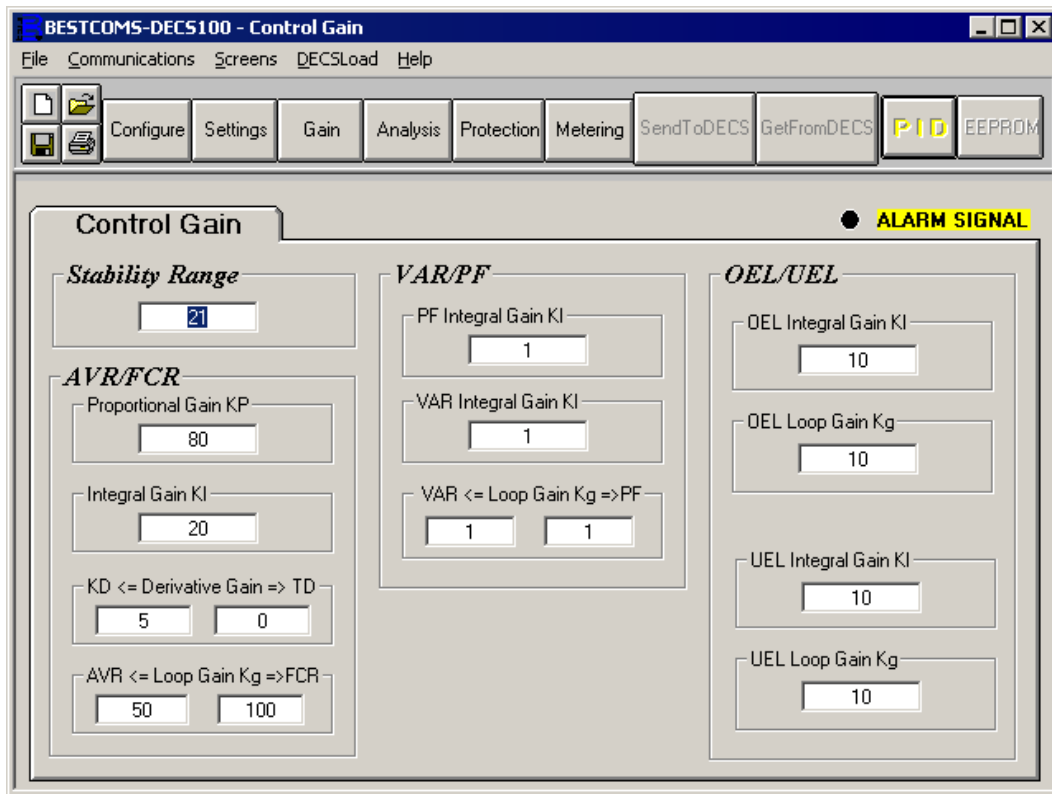 BESTCOMS-DECS100 - Control Gain
File Communications Screens DECSLoad Help
Configure Settings Gain Analysis Protection Metering SendToDECS GetFromDECS PID EEPROM
Control Gain
ALARM SIGNAL
Stability Range
21
AVR/FCR
Proportional Gain KP
80
Integral Gain KI
20
KD <= Derivative Gain => TD
5 0
AVR <= Loop Gain Kg =>FCR
50 100
VAR/PF
PF Integral Gain KI
1
VAR Integral Gain KI
1
VAR <= Loop Gain Kg =>PF
1 1
OEL/UEL
OEL Integral Gain KI
10
OEL Loop Gain Kg
10
UEL Integral Gain KI
10
UEL Loop Gain Kg
10